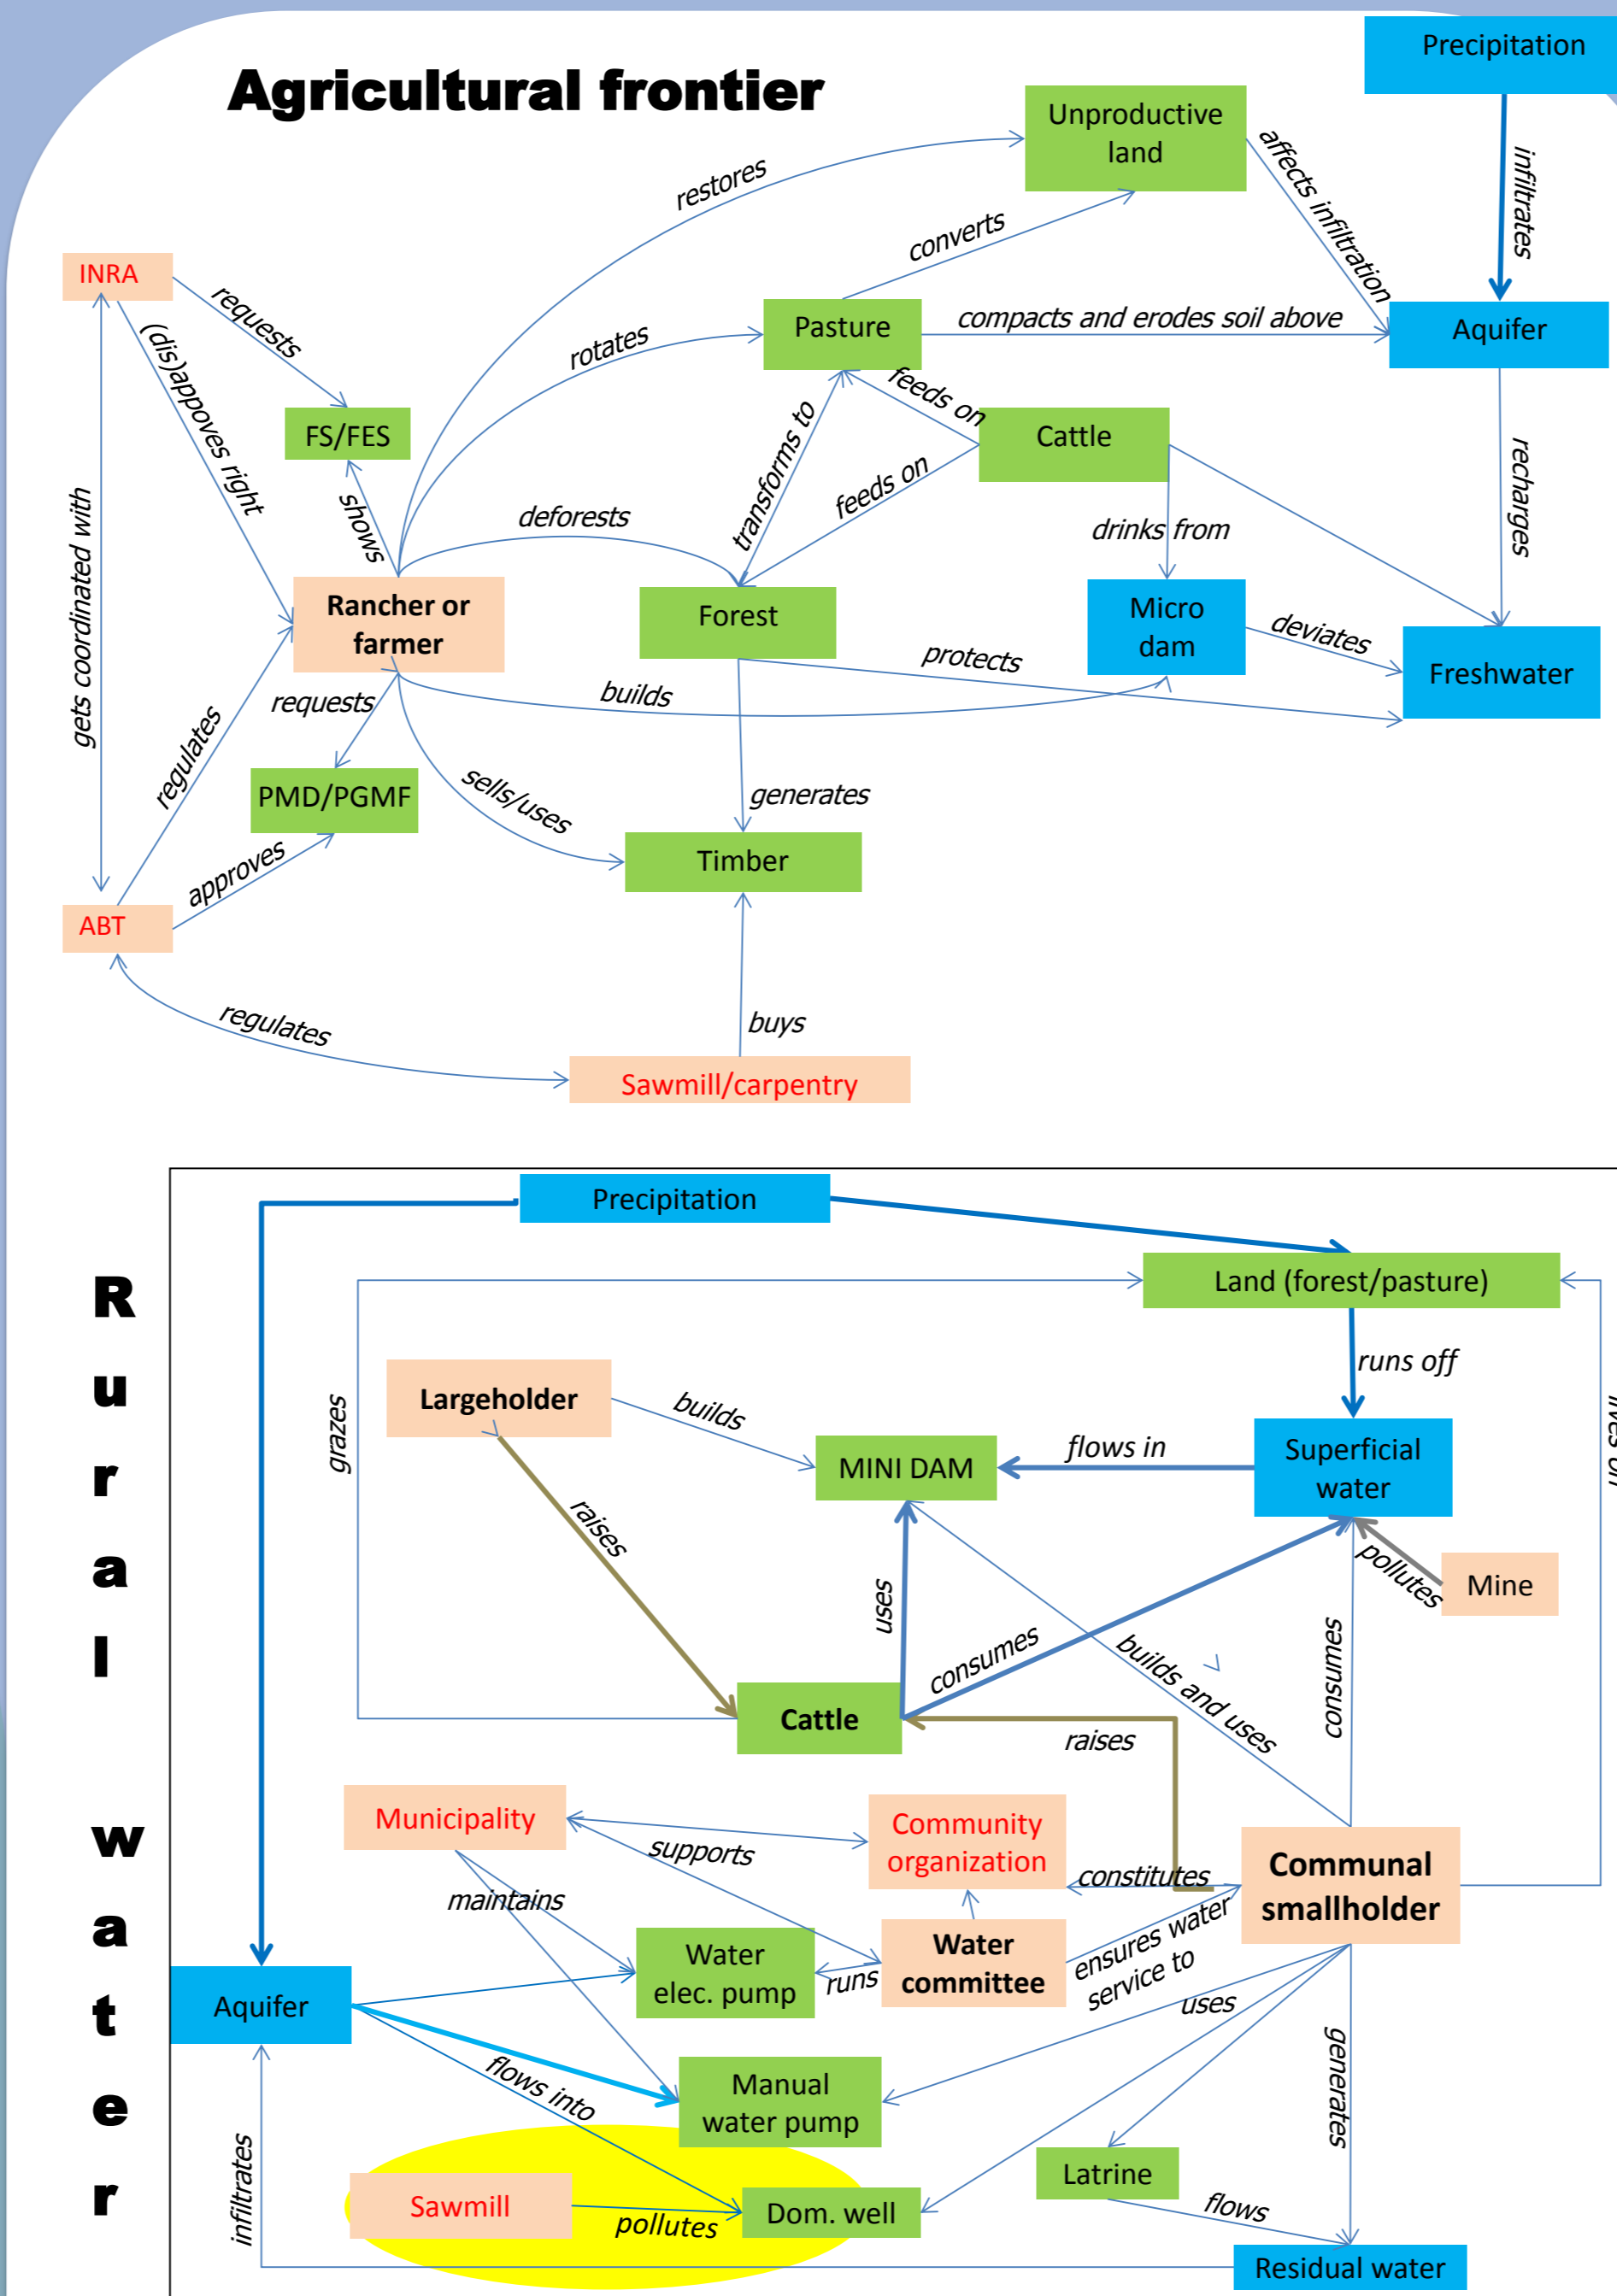 Agricultural frontier
Precipitation
Unproductive
land
restores
affects infiltration
infiltrates
converts
INRA
requests
(dis)appoves right
rotates
Pasture
compacts and erodes soil above
Aquifer
FS/FES
feeds on
Cattle
shows
deforests
transforms to
feeds on
drinks from
recharges
gets coordinated with
Rancher or
farmer
Forest
Micro
dam
deviates
Freshwater
protects
requests
builds
regulates
PMD/PGMF
sells/uses
generates
approves
Timber
ABT
regulates
buys
Sawmill/carpentry
Rural water
Precipitation
Land (forest/pasture)
runs off
Largeholder
builds
grazes
MINI DAM
flows in
Superficial
water
lives on
raises
pollutes
Mine
uses
consumes
builds and uses
consumes
Cattle
raises
Municipality
supports
Community
organization
constitutes
Communal
smallholder
maintains
Water
elec. pump
runs
Water
committee
ensures water
service to
Aquifer
uses
flows into
Manual
water pump
generates
infiltrates
Latrine
Sawmill
pollutes
Dom. well
flows
Residual water